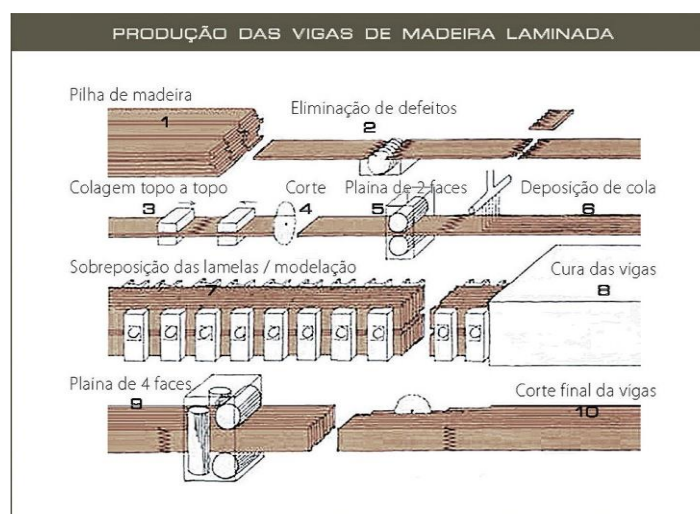 PRODUÇÃO DAS VIGAS DE MADEIRA LAMINADA
Pilha de madeira
1
Eliminação de defeitos
2
Colagem topo a topo
3
Corte
4
Plaina de 2 faces
5
Deposição de cola
6
Sobreposição das lamelas / modelação
7
Cura das vigas
8
Plaina de 4 faces
9
Corte final da vigas
10